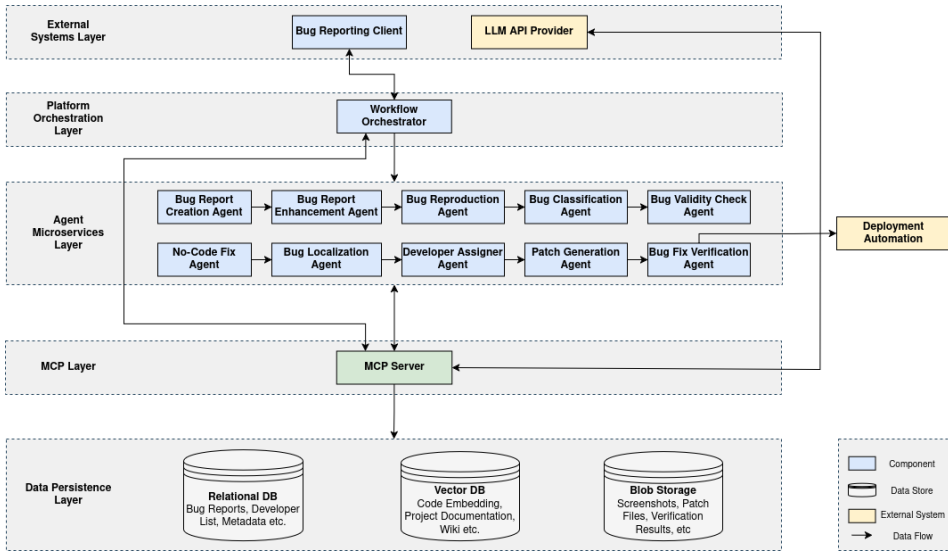 External
Systems Layer
Bug Reporting Client
LLM API Provider
Platform
Orchestration
Layer
Workflow
Orchestrator
Agent
Microservices
Layer
Bug Report
Creation Agent
Bug Report
Enhancement Agent
Bug Reproduction
Agent
Bug Classification
Agent
Bug Validity Check
Agent
No-Code Fix
Agent
Bug Localization
Agent
Developer Assigner
Agent
Patch Generation
Agent
Bug Fix Verification
Agent
Deployment
Automation
MCP Layer
MCP Server
Data Persistence
Layer
Relational DB
Bug Reports, Developer
List, Metadata etc.
Vector DB
Code Embedding,
Project Documentation,
Wiki etc.
Blob Storage
Screenshots, Patch
Files, Verification
Results, etc
Component
Data Store
External System
Data Flow